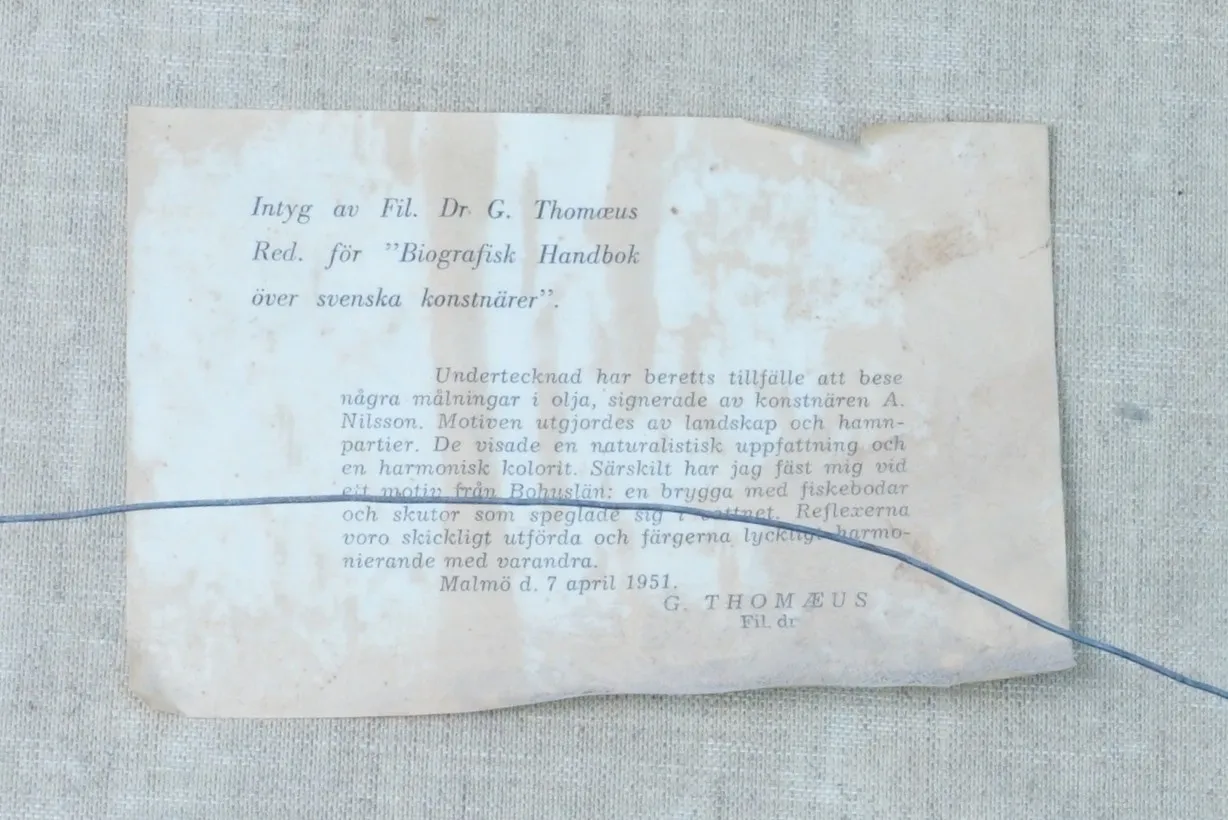 Intyg av Fil. Dr. G. Thomæus
Red. för ”Biografisk Handbok
över svenska konstnärer”.
Undertecknad har beretts tillfälle att bese
några målningar i olja, signerade av konstnären A.
Nilsson. Motiven utgjordes av landskap och hamn-
partier. De visade en naturalistisk uppfattning och
en harmonisk kolorit. Särskilt har jag fäst mig vid
ett motiv från Bohuslän: en brygga med fiskebodar
och skutor som speglade sig i vattnet. Reflexerna
voro skickligt utförda och färgerna lyckligt harmo-
nierande med varandra.
Malmö d. 7 april 1951.
G. THOMÆUS
Fil. dr